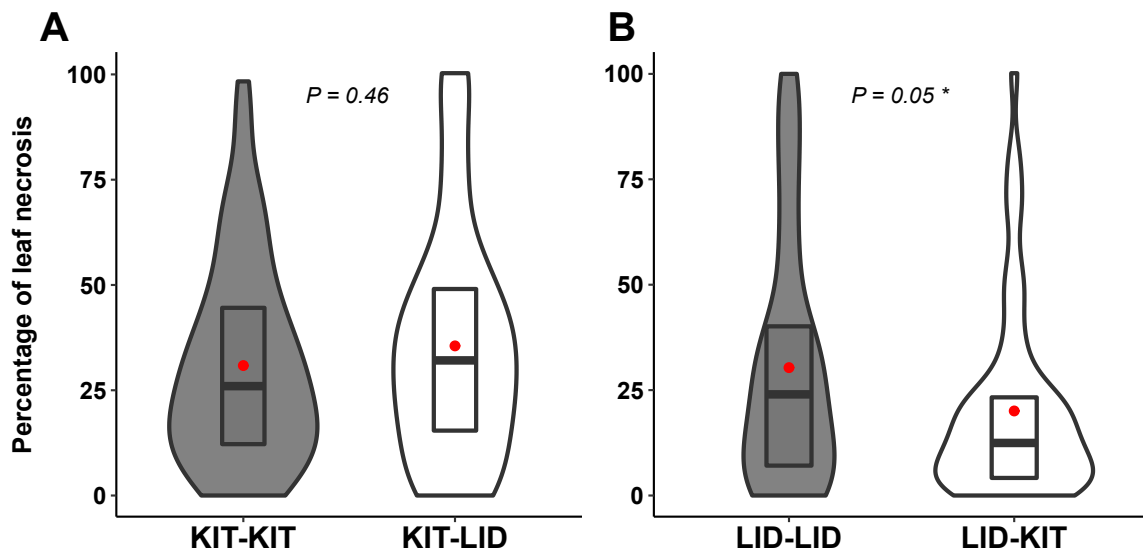 A
Percentage of leaf necrosis
100
75
50
25
0
P = 0.46
KIT-KIT KIT-LID
B
100
75
50
25
0
P = 0.05 *
LID-LID LID-KIT